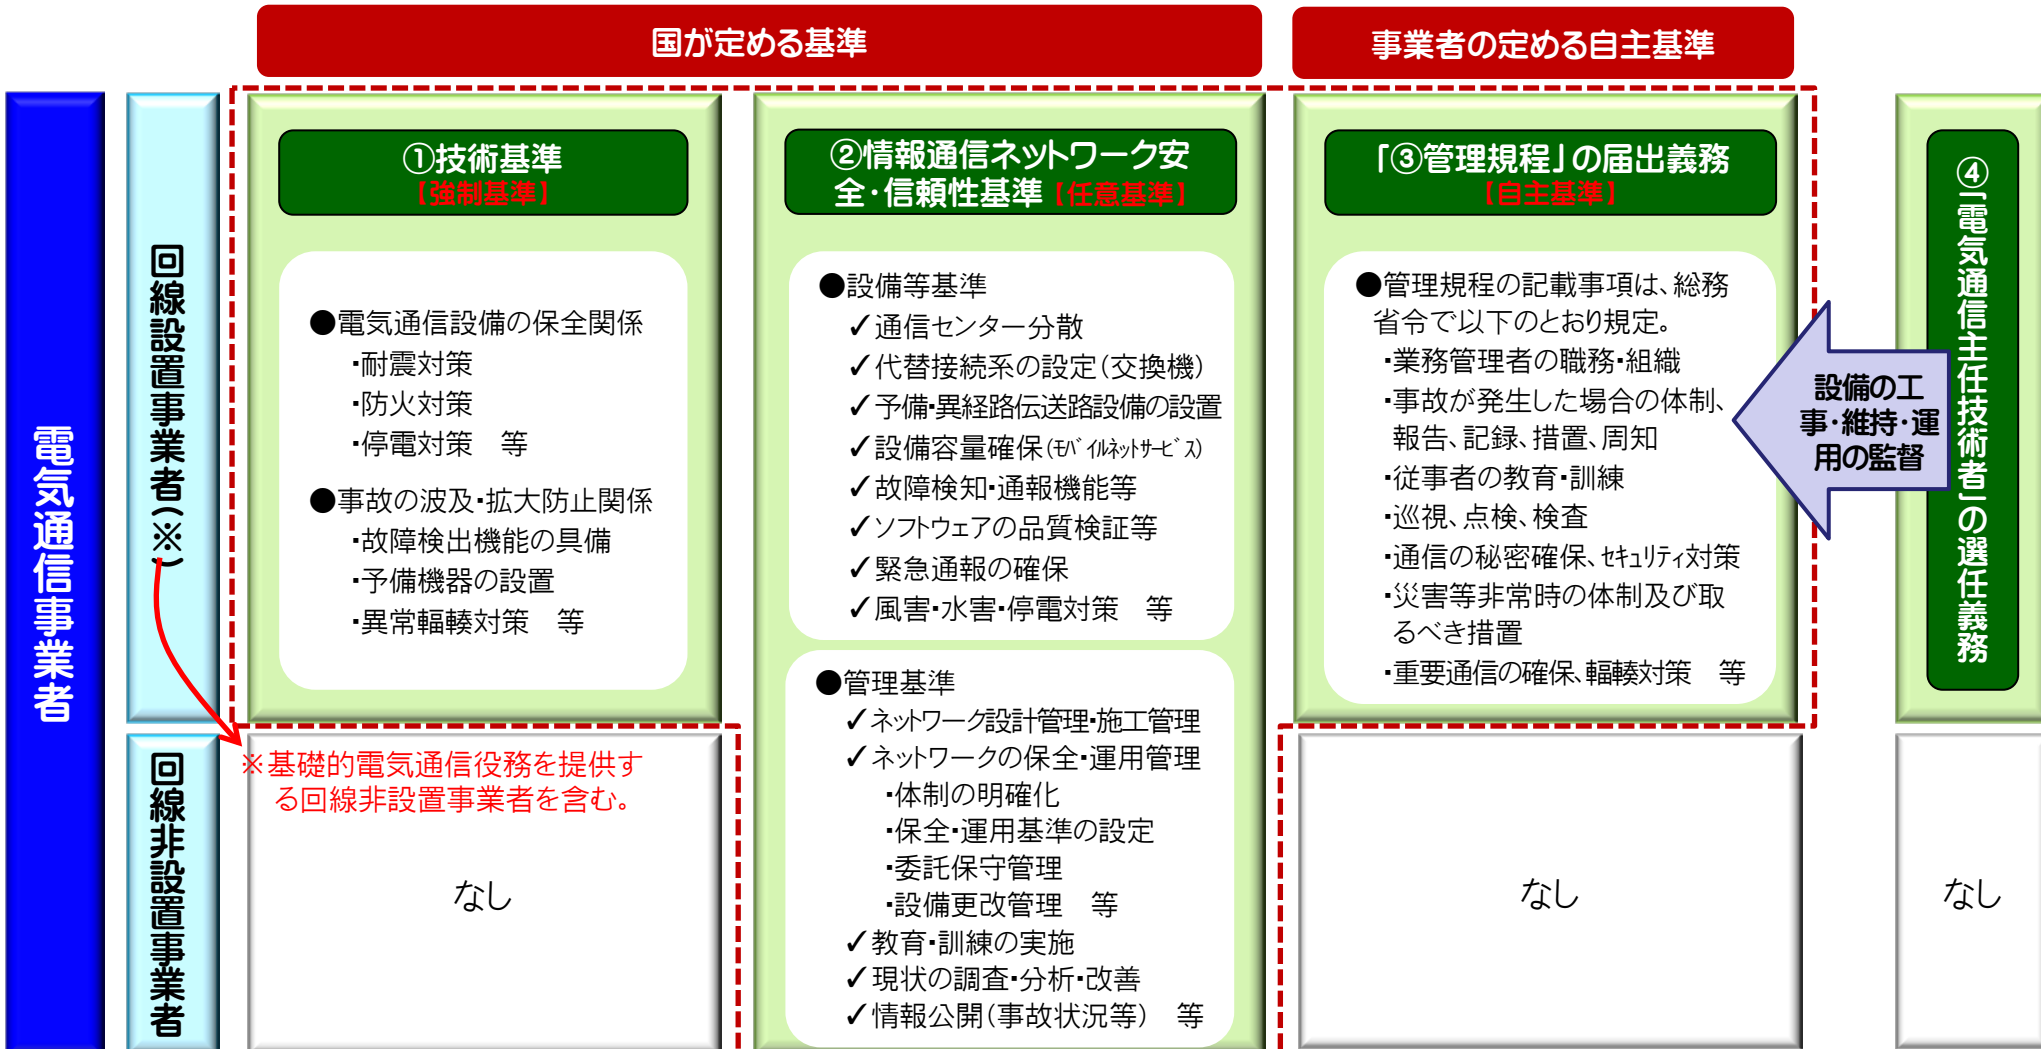 国が定める基準
事業者の定める自主基準
電気通信事業者
回線設置事業者(※)
①技術基準
【強制基準】
●電気通信設備の保全関係
・耐震対策
・防火対策
・停電対策　等
●事故の波及・拡大防止関係
・故障検出機能の具備
・予備機器の設置
・異常輻輳対策　等
②情報通信ネットワーク安
全・信頼性基準【任意基準】
●設備等基準
✓通信センター分散
✓代替接続系の設定(交換機)
✓予備・異経路伝送路設備の設置
✓設備容量確保(ﾓﾊﾞｲﾙﾈｯﾄｻｰﾋﾞｽ)
✓故障検知・通報機能等
✓ソフトウェアの品質検証等
✓緊急通報の確保
✓風害・水害・停電対策　等
●管理基準
✓ネットワーク設計管理・施工管理
✓ネットワークの保全・運用管理
・体制の明確化
・保全・運用基準の設定
・委託保守管理
・設備更改管理　等
✓教育・訓練の実施
✓現状の調査・分析・改善
✓情報公開(事故状況等)　等
「③管理規程」の届出義務
【自主基準】
●管理規程の記載事項は、総務
省令で以下のとおり規定。
・業務管理者の職務・組織
・事故が発生した場合の体制、
報告、記録、措置、周知
・従事者の教育・訓練
・巡視、点検、検査
・通信の秘密確保、ｾｷｭﾘﾃｨ対策
・災害等非常時の体制及び取
るべき措置
・重要通信の確保、輻輳対策　等
設備の工
事・維持・運
用の監督
④「電気通信主任技術者」の選任義務
回線非設置事業者
※基礎的電気通信役務を提供す
る回線非設置事業者を含む。
なし
なし
なし